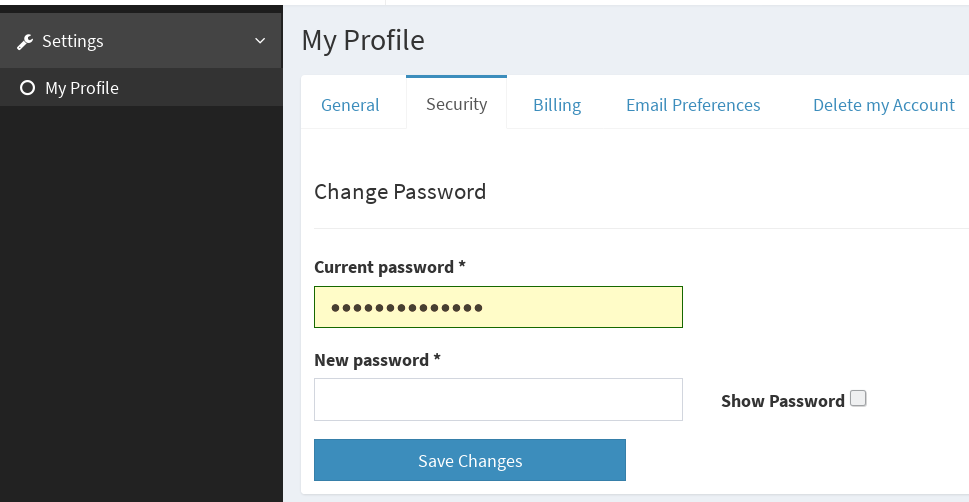 Settings
My Profile
My Profile
General Security Billing Email Preferences Delete my Account
Change Password
Current password *
••••••••••••••
New password *
Show Password
Save Changes